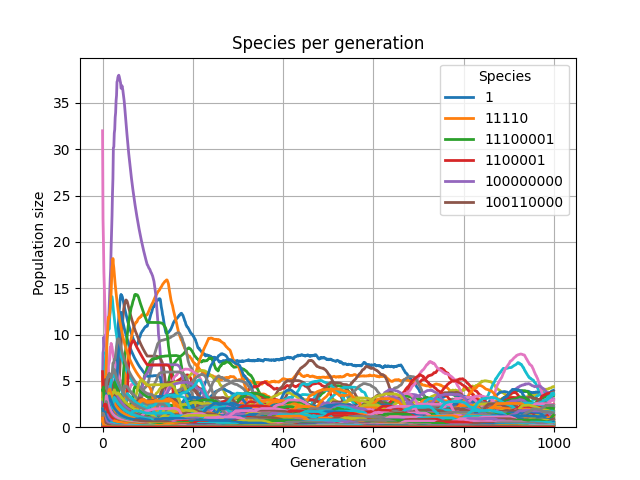 Species per generation
Species
1
11110
11100001
1100001
100000000
100110000
Population size
35
30
25
20
15
10
5
0
0 200 400 600 800 1000
Generation